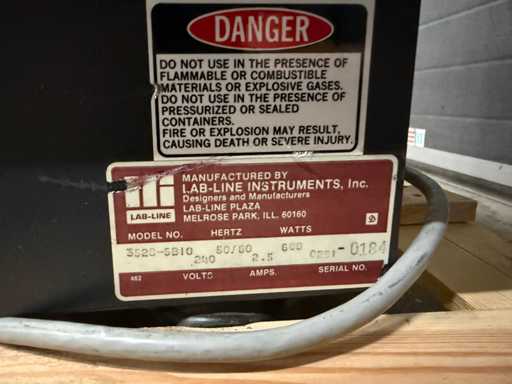 DANGER
DO NOT USE IN THE PRESENCE OF
FLAMMABLE OR COMBUSTIBLE
MATERIALS OR EXPLOSIVE GASES.
DO NOT USE IN THE PRESENCE OF
PRESSURIZED OR SEALED
CONTAINERS.
FIRE OR EXPLOSION MAY RESULT,
CAUSING DEATH OR SEVERE INJURY.
MANUFACTURED BY
LAB-LINE INSTRUMENTS, Inc.
Designers and Manufacturers
LAB-LINE PLAZA
MELROSE PARK, ILL. 60160
LAB-LINE
MODEL NO. HERTZ WATTS
50/60 600 0291-0184
240 2.5
462 VOLTS AMPS. SERIAL NO.